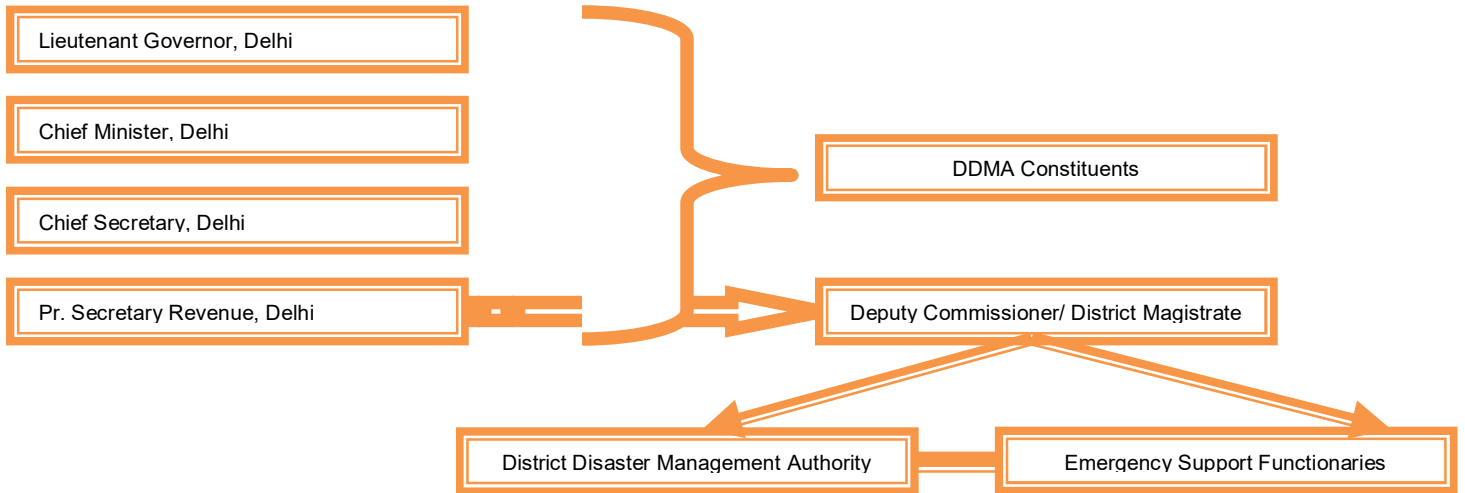 Lieutenant Governor, Delhi
Chief Minister, Delhi
DDMA Constituents
Chief Secretary, Delhi
Pr. Secretary Revenue, Delhi
Deputy Commissioner/ District Magistrate
District Disaster Management Authority
Emergency Support Functionaries